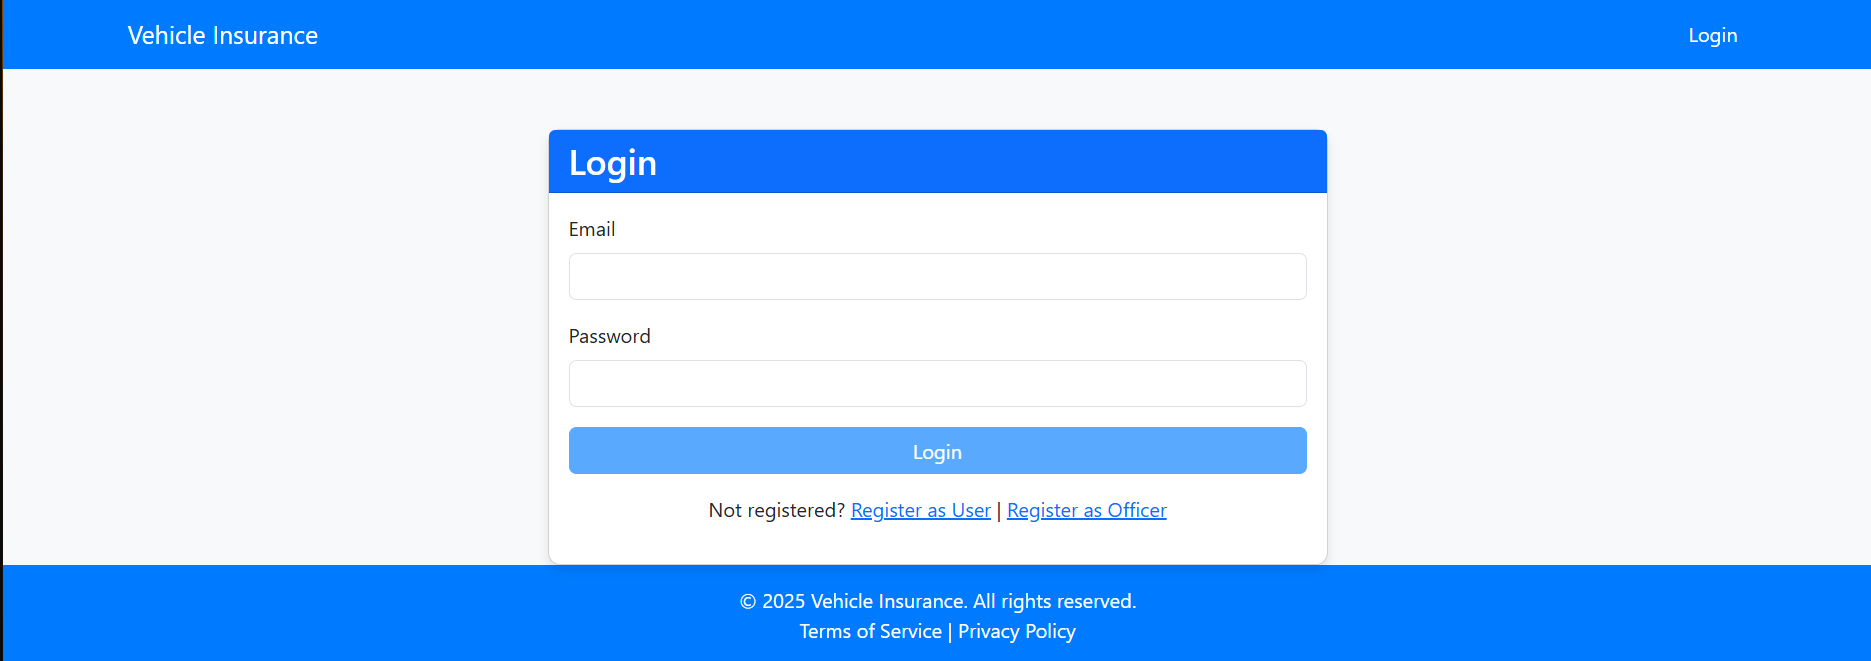 Vehicle Insurance
Login
Login
Email
Password
Login
Not registered? Register as User | Register as Officer
© 2025 Vehicle Insurance. All rights reserved.
Terms of Service | Privacy Policy